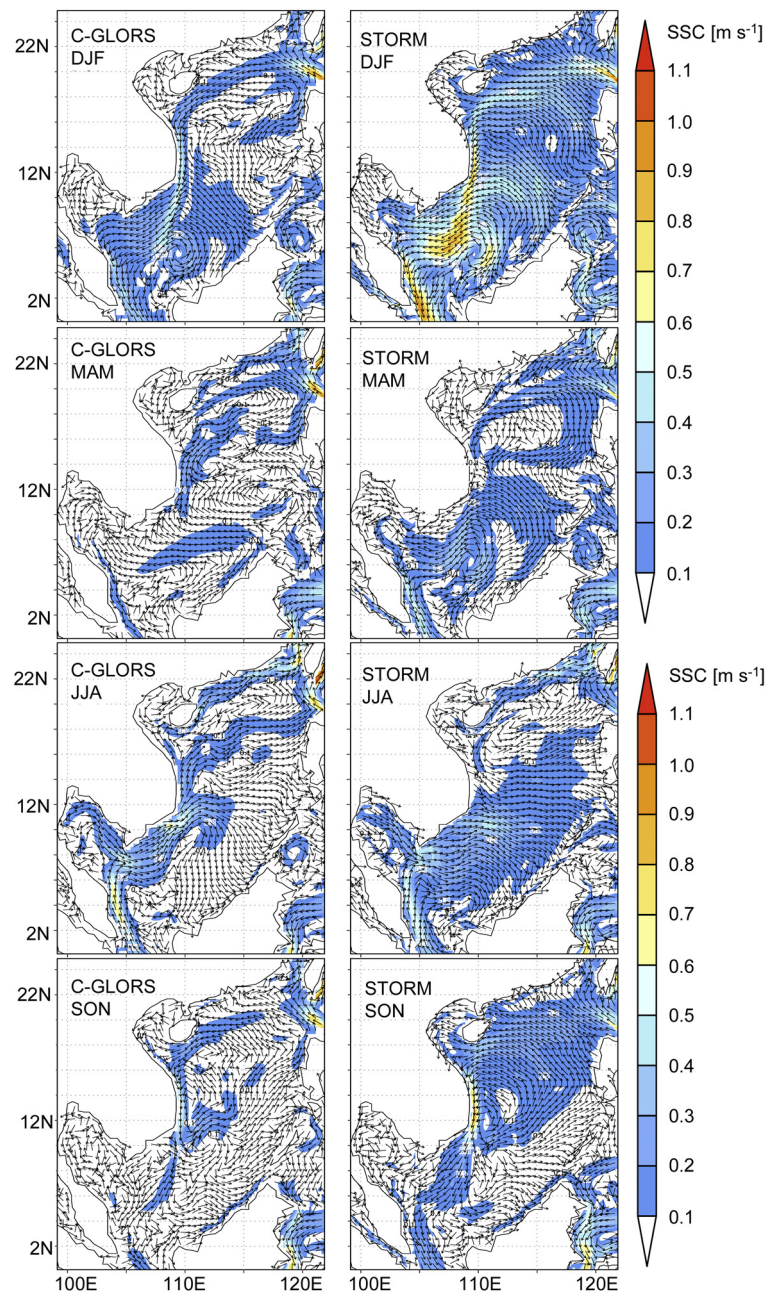 C-GLORS
DJF
STORM
DJF
SSC [m s-1]
22N
12N
2N
1.1
1.0
0.9
0.8
0.7
0.6
0.5
0.4
0.3
0.2
0.1
C-GLORS
MAM
STORM
MAM
22N
12N
2N
C-GLORS
JJA
STORM
JJA
SSC [m s-1]
22N
12N
2N
1.1
1.0
0.9
0.8
0.7
0.6
0.5
0.4
0.3
0.2
0.1
C-GLORS
SON
STORM
SON
22N
12N
2N
100E 110E 120E
100E 110E 120E